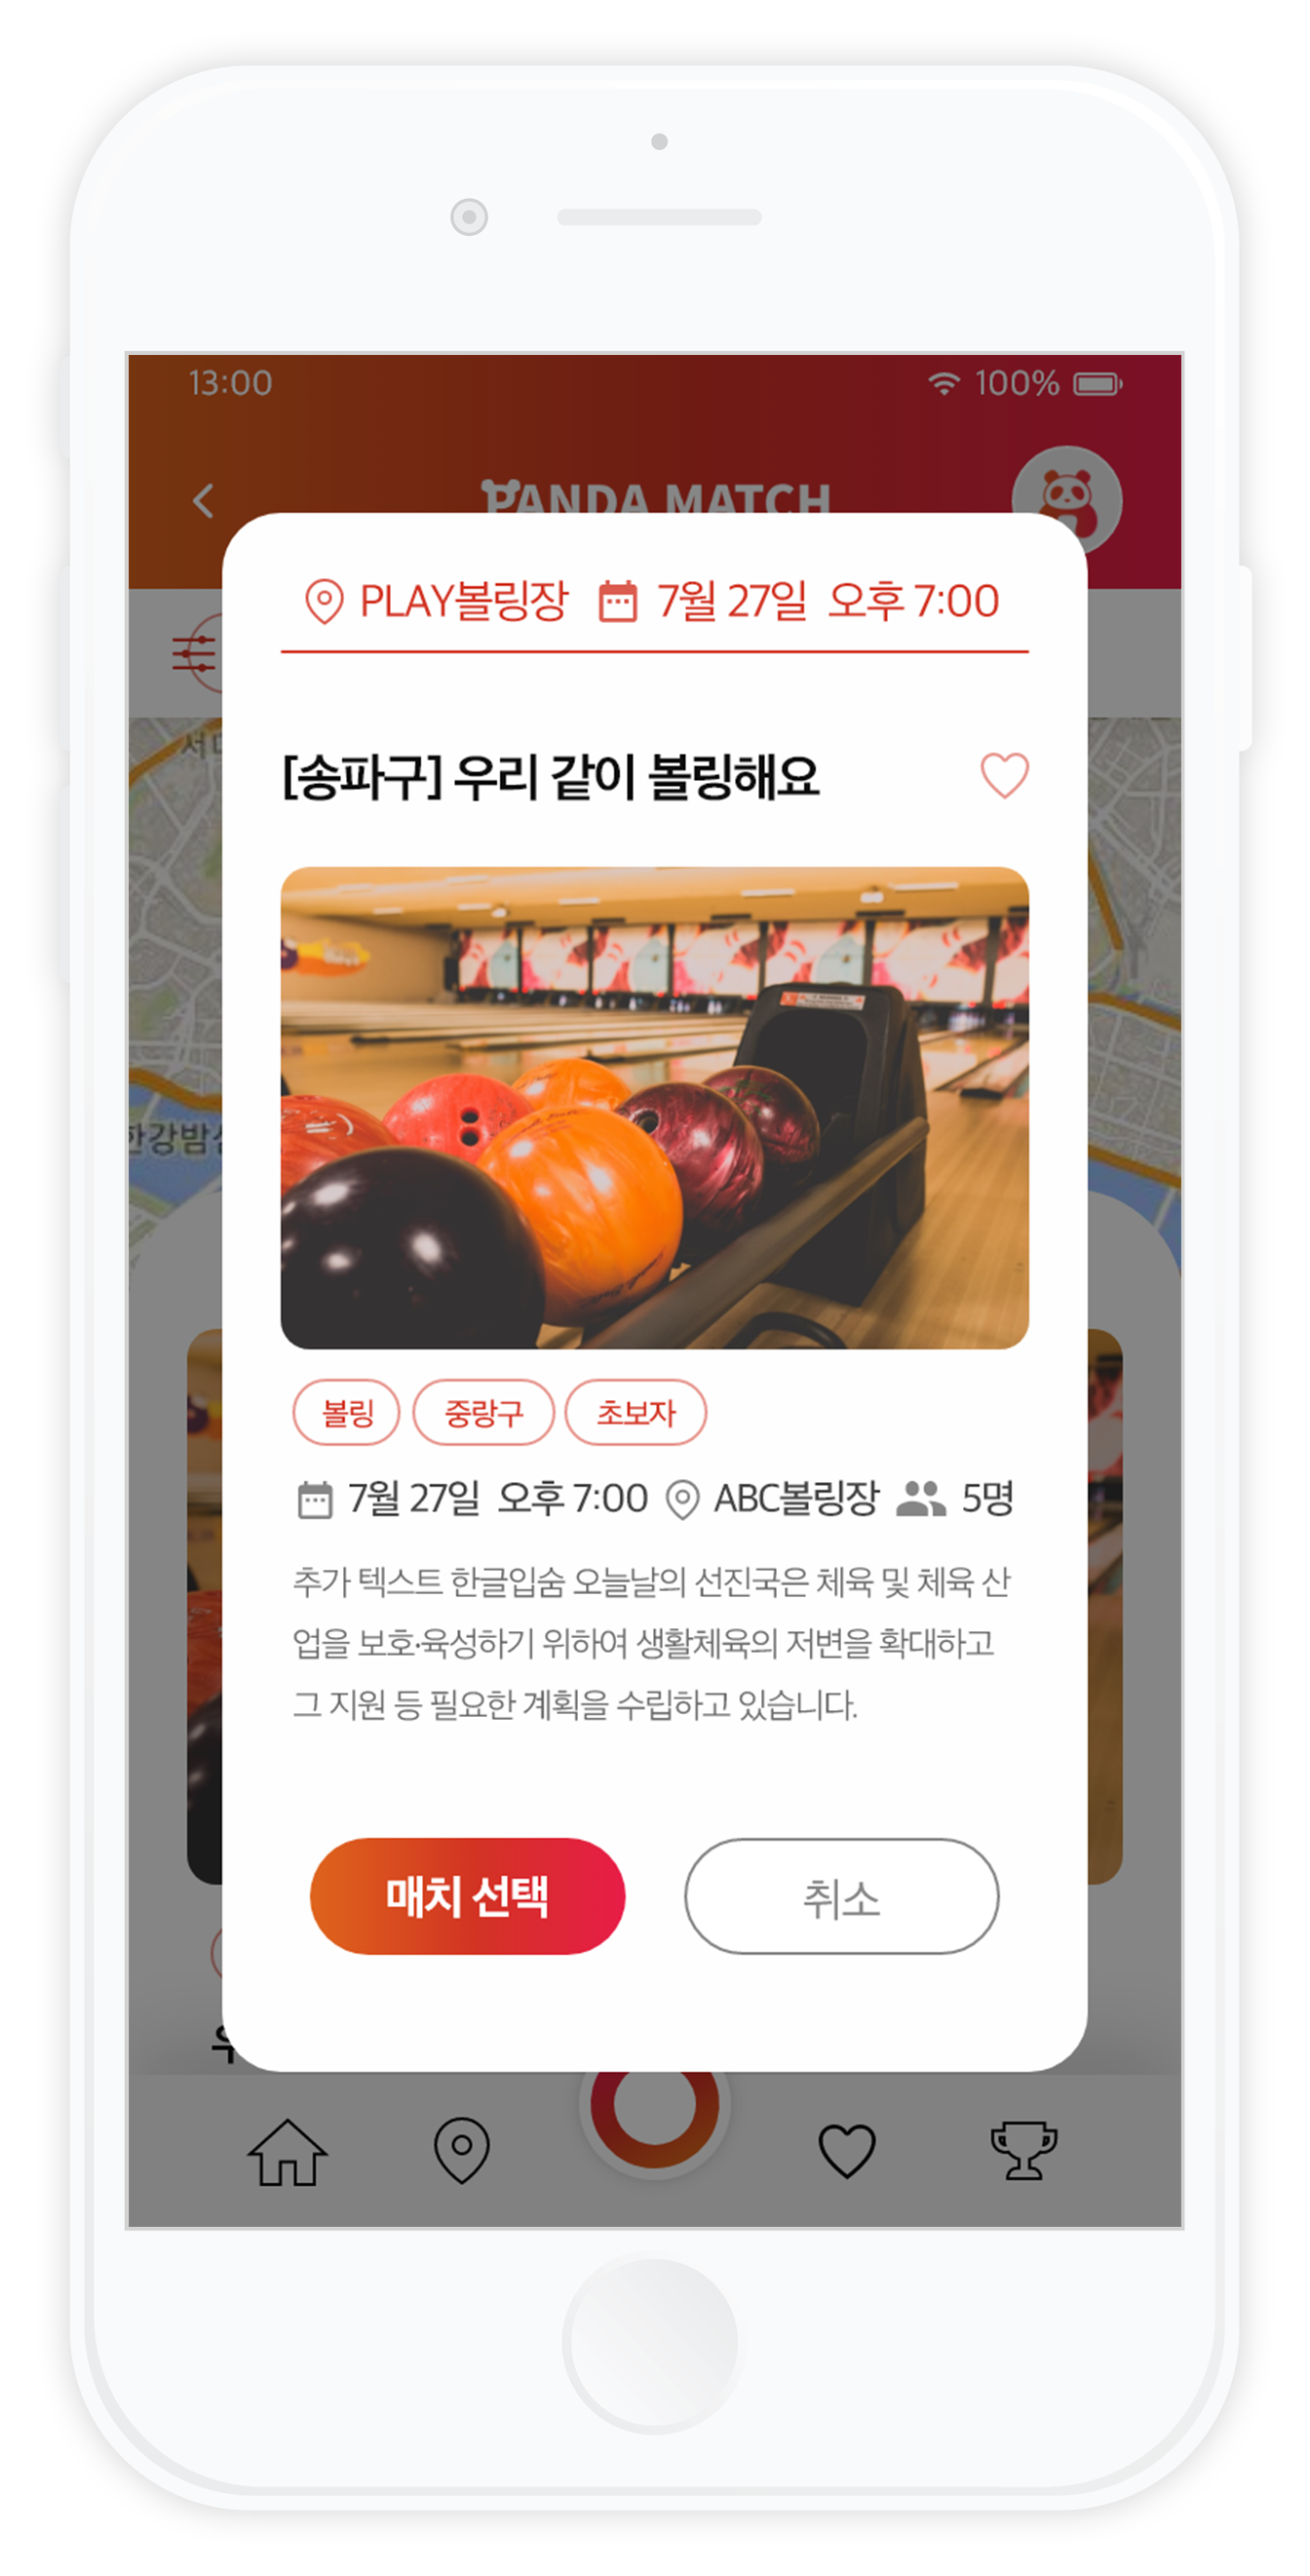 13:00 100%
PANDA MATCH
PLAY볼링장 7월 27일 오후 7:00
[송파구] 우리 같이 볼링해요
볼링 중랑구 초보자
7월 27일 오후 7:00 ABC볼링장 5명
추가 텍스트 한글입숨 오늘날의 선진국은 체육 및 체육 산
업을 보호·육성하기 위하여 생활체육의 저변을 확대하고
그 지원 등 필요한 계획을 수립하고 있습니다.
매치 선택 취소